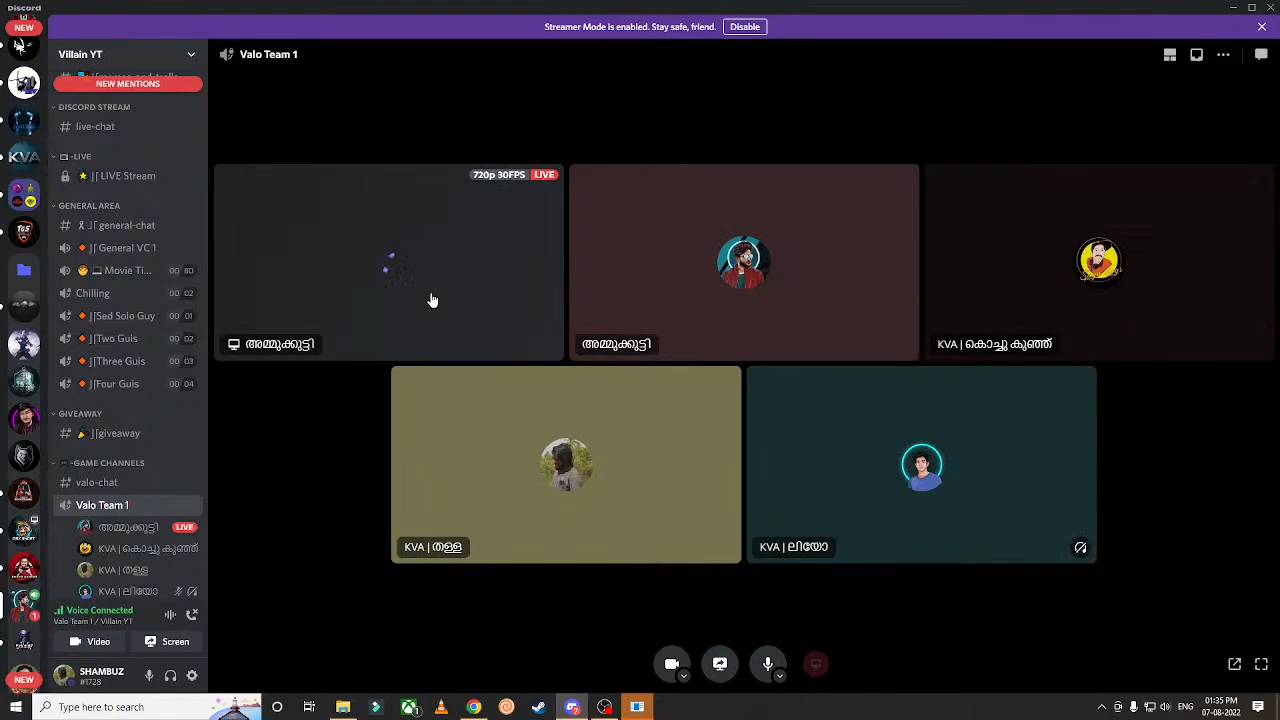 Discord
Streamer Mode is enabled. Stay safe, friend. Disable
NEW
Villain YT
NEW MENTIONS
DISCORD STREAM
live-chat
-LIVE
LIVE Stream
GENERAL AREA
general-chat
General VC 1
Movie Ti... 00 80
Chilling 00 02
Sed Solo Guy 00 01
Two Guis 00 02
Three Guis 00 03
Four Guis 00 04
GIVEAWAY
giveaway
-GAME CHANNELS
valo-chat
Valo Team 1
അമ്മുക്കുട്ടി LIVE
KVA | കൊച്ചു കുഞ്ഞ്
KVA | തള്ള
KVA | ലിയോ
Voice Connected
Valo Team 1 / Villain YT
Video Screen
SHAMBUZ
#1728
KVA
TGS
1
NEW
Valo Team 1
720p 30FPS LIVE
അമ്മുക്കുട്ടി
അമ്മുക്കുട്ടി
KVA | കൊച്ചു കുഞ്ഞ്
KVA | തള്ള
KVA | ലിയോ
Type here to search
1
7
ENG
01:35 PM
07-08-2022